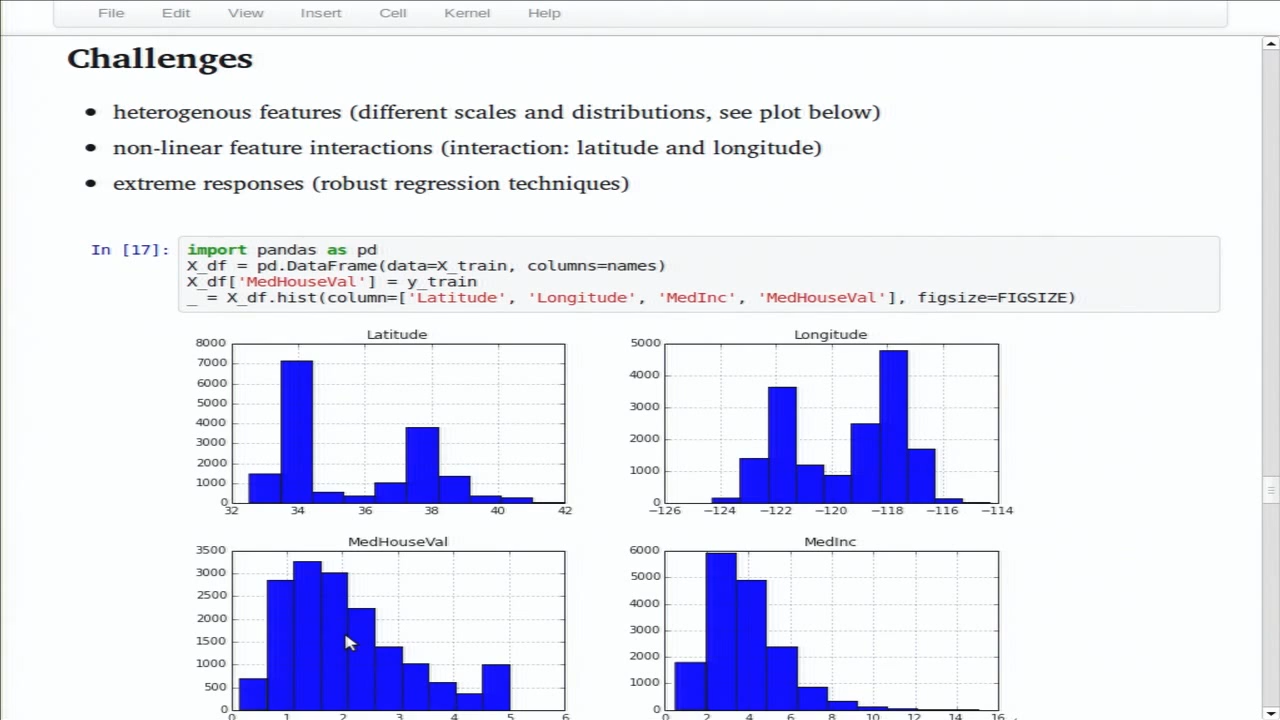 File Edit View Insert Cell Kernel Help
Challenges
• heterogenous features (different scales and distributions, see plot below)
• non-linear feature interactions (interaction: latitude and longitude)
• extreme responses (robust regression techniques)
In [17]:
import pandas as pd
X_df = pd.DataFrame(data=X_train, columns=names)
X_df['MedHouseVal'] = y_train
_ = X_df.hist(column=['Latitude', 'Longitude', 'MedInc', 'MedHouseVal'], figsize=FIGSIZE)
Latitude
8000
7000
6000
5000
4000
3000
2000
1000
0
32 34 36 38 40 42
Longitude
5000
4000
3000
2000
1000
0
−126 −124 −122 −120 −118 −116 −114
MedHouseVal
3500
3000
2500
2000
1500
1000
500
0
0 1 2 3 4 5 6
MedInc
6000
5000
4000
3000
2000
1000
0
0 2 4 6 8 10 12 14 16